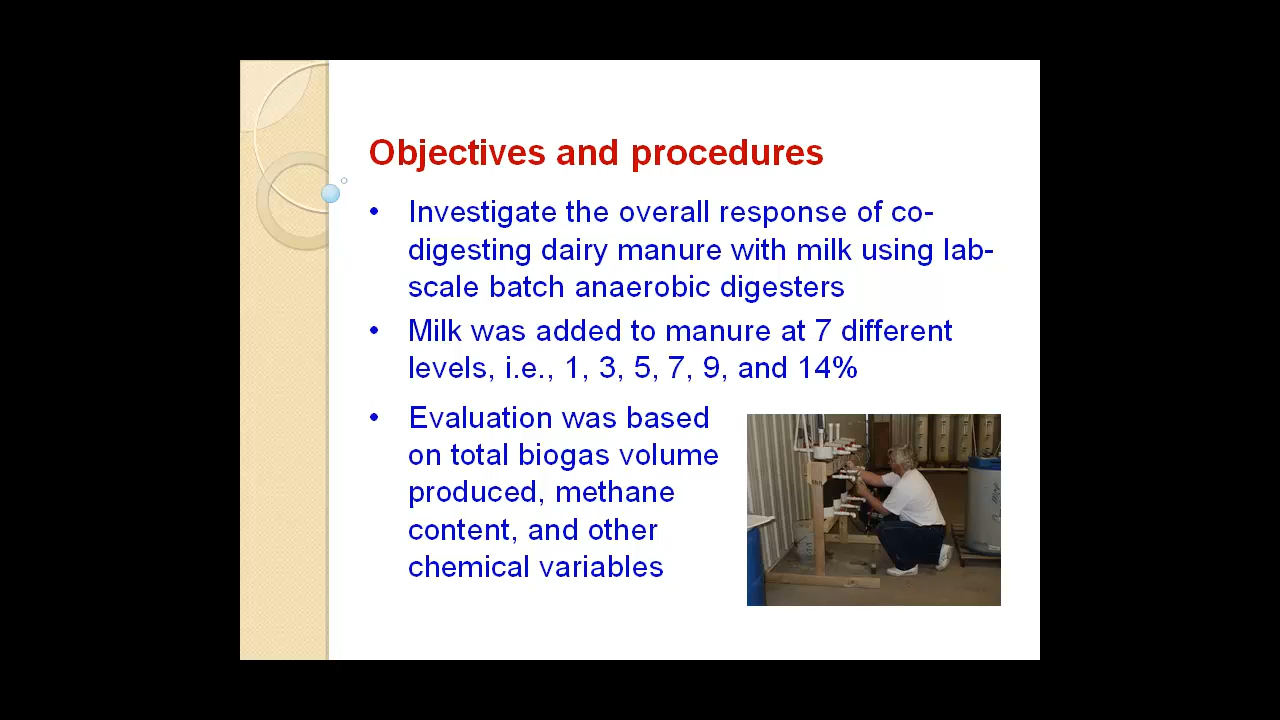 Objectives and procedures
• Investigate the overall response of co-
digesting dairy manure with milk using lab-
scale batch anaerobic digesters
• Milk was added to manure at 7 different
levels, i.e., 1, 3, 5, 7, 9, and 14%
• Evaluation was based
on total biogas volume
produced, methane
content, and other
chemical variables